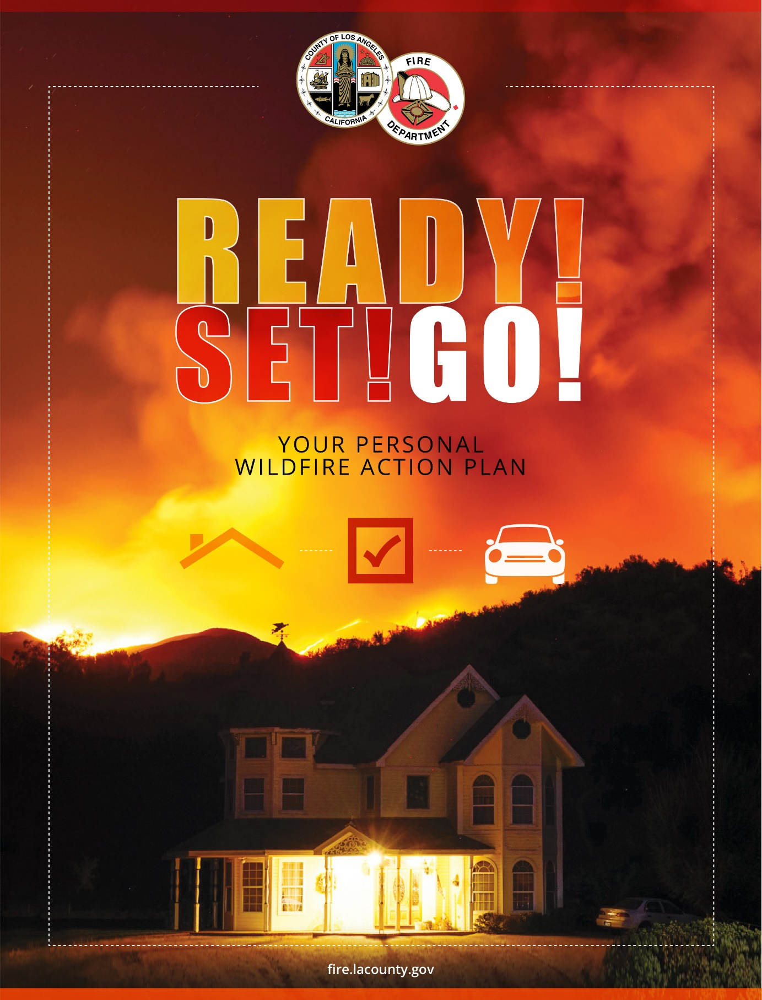 COUNTY OF LOS ANGELES
CALIFORNIA
FIRE
DEPARTMENT
READY!
SET! GO!
YOUR PERSONAL
WILDFIRE ACTION PLAN
fire.lacounty.gov